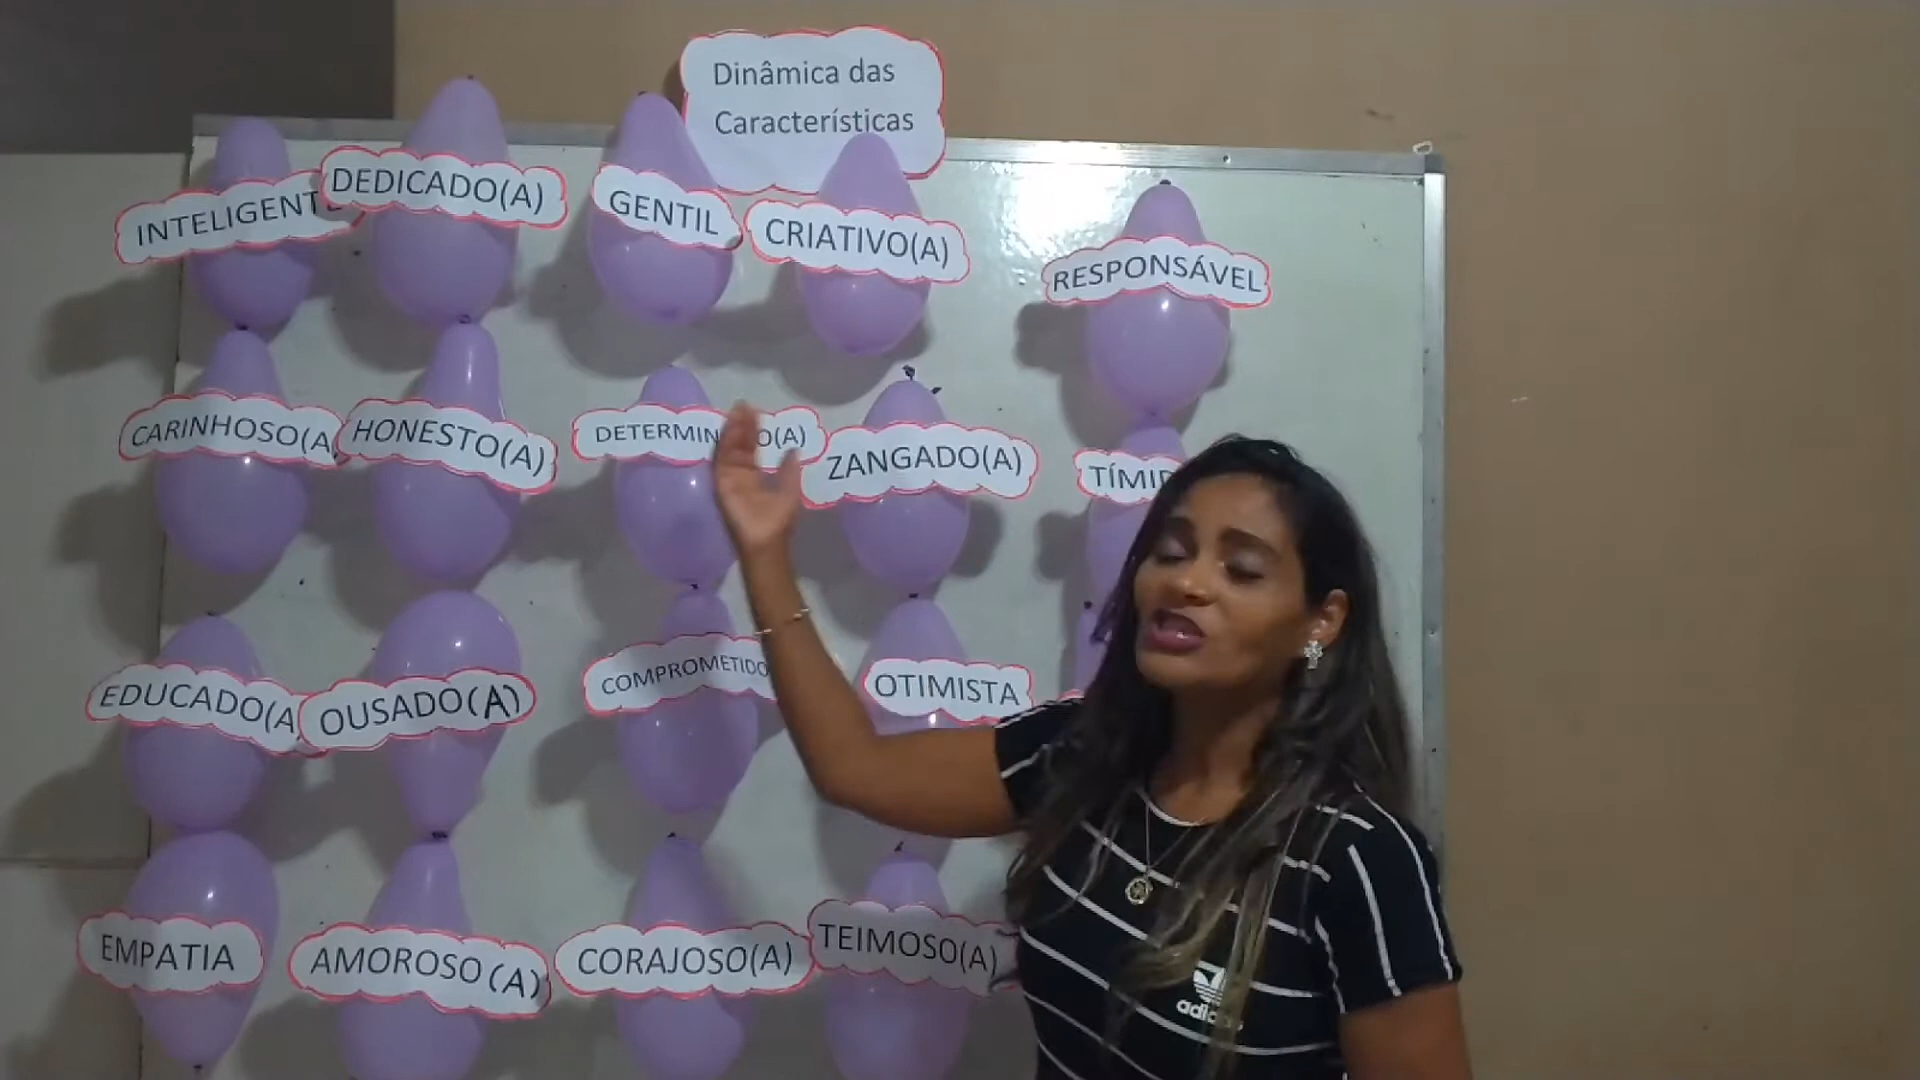 Dinâmica das
Características
INTELIGENTE
DEDICADO(A)
GENTIL
CRIATIVO(A)
RESPONSÁVEL
CARINHOSO(A
HONESTO(A)
ZANGADO(A)
EDUCADO(A
OUSADO(A)
COMPROMETIDO
OTIMISTA
EMPATIA
AMOROSO(A)
CORAJOSO(A)
TEIMOSO(A)
adidas